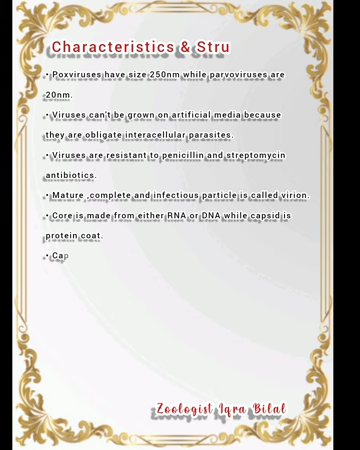 Characteristics & Stru
• Poxviruses have size 250nm while parvoviruses are
20nm.
• Viruses can't be grown on artificial media because
they are obligate interacellular parasites.
• Viruses are resistant to penicillin and streptomycin
antibiotics.
• Mature ,complete and infectious particle is called virion.
• Core is made from either RNA or DNA while capsid is
protein coat.
• Cap
Zoologist Iqra Bilal